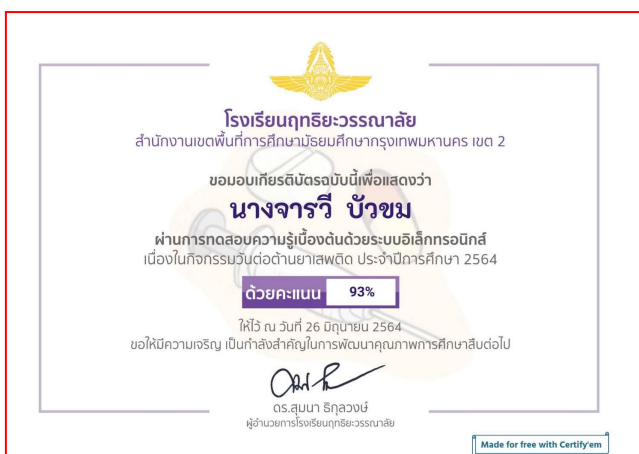 โรงเรียนฤทธิยะวรรณาลัย
สำนักงานเขตพื้นที่การศึกษามัธยมศึกษากรุงเทพมหานคร เขต 2
ขอมอบเกียรติบัตรฉบับนี้เพื่อแสดงว่า
นางจารวี บัวขม
ผ่านการทดสอบความรู้เบื้องต้นด้วยระบบอิเล็กทรอนิกส์
เนื่องในกิจกรรมวันต่อต้านยาเสพติด ประจำปีการศึกษา 2564
ด้วยคะแนน 93%
ให้ไว้ ณ วันที่ 26 มิถุนายน 2564
ขอให้มีความเจริญ เป็นกำลังสำคัญในการพัฒนาคุณภาพการศึกษาสืบต่อไป
ดร.สุมนา ธิกุลวงษ์
ผู้อำนวยการโรงเรียนฤทธิยะวรรณาลัย
Made for free with Certify'em